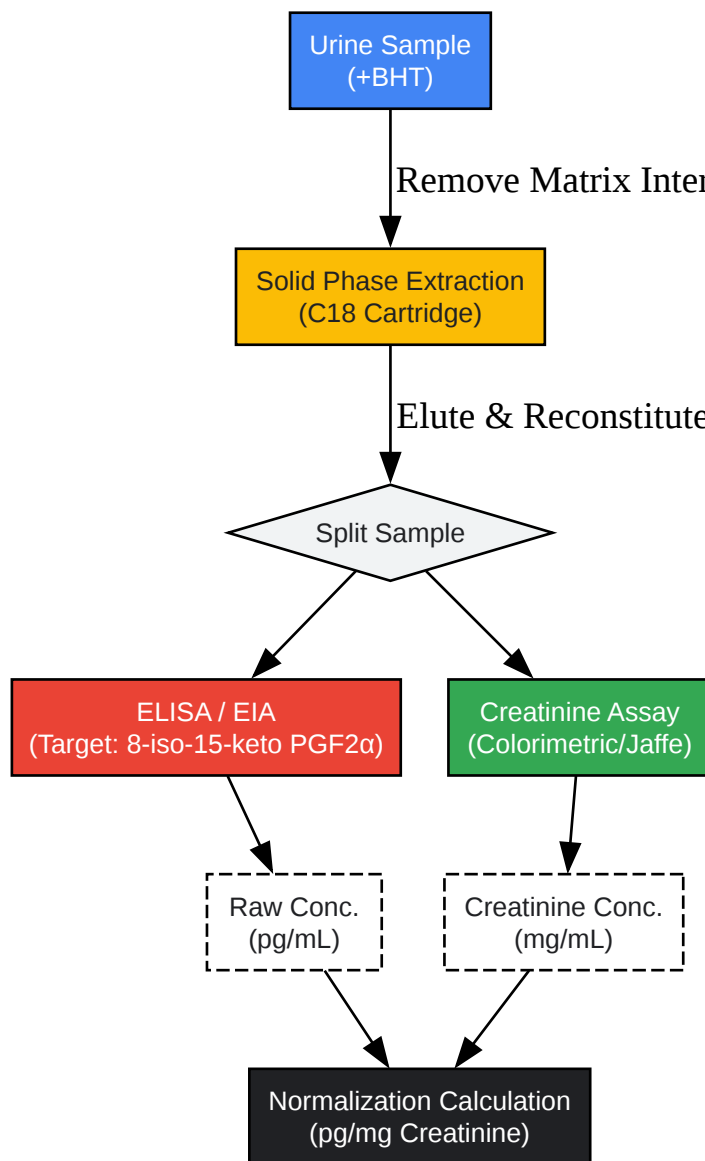 Urine Sample
(+BHT)
Remove Matrix
Solid Phase Extraction
(C18 Cartridge)
Elute & Reconstitute
Split Sample
ELISA / EIA
(Target: 8-iso-15-keto PGF2α)
Creatinine Assay
(Colorimetric/Jaffe)
Raw Conc.
(pg/mL)
Creatinine Conc.
(mg/mL)
Normalization Calculation
(pg/mg Creatinine)